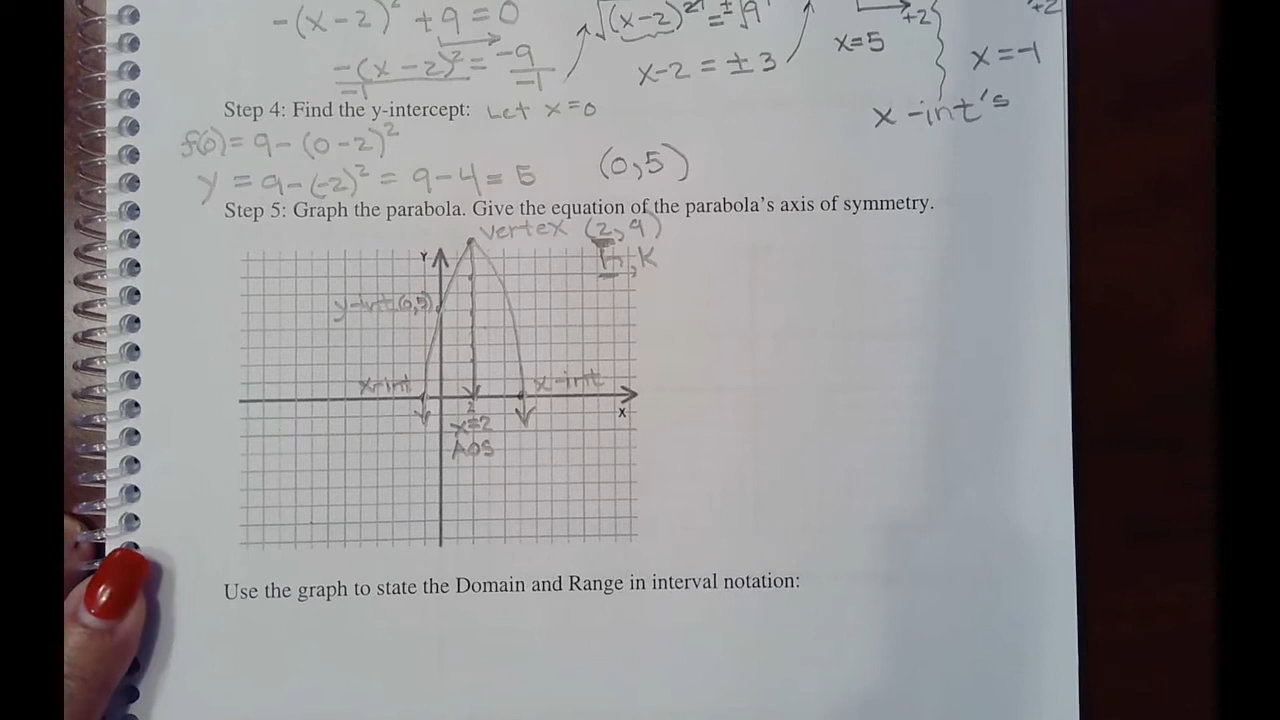 -(x-2)² + 9 = 0
√(x-2)² = ±√9
+2
+2
-(x-2)² = -9
-1 -1
x-2 = ±3
x=5
x=-1
Step 4: Find the y-intercept: Let x=0
x-int's
f(0)= 9-(0-2)²
y = 9-(-2)² = 9-4 = 5 (0,5)
Step 5: Graph the parabola. Give the equation of the parabola's axis of symmetry.
vertex (2,9)
h,k
Y
y-int(0,5)
x-int x-int
2
X
x=2
AOS
Use the graph to state the Domain and Range in interval notation: